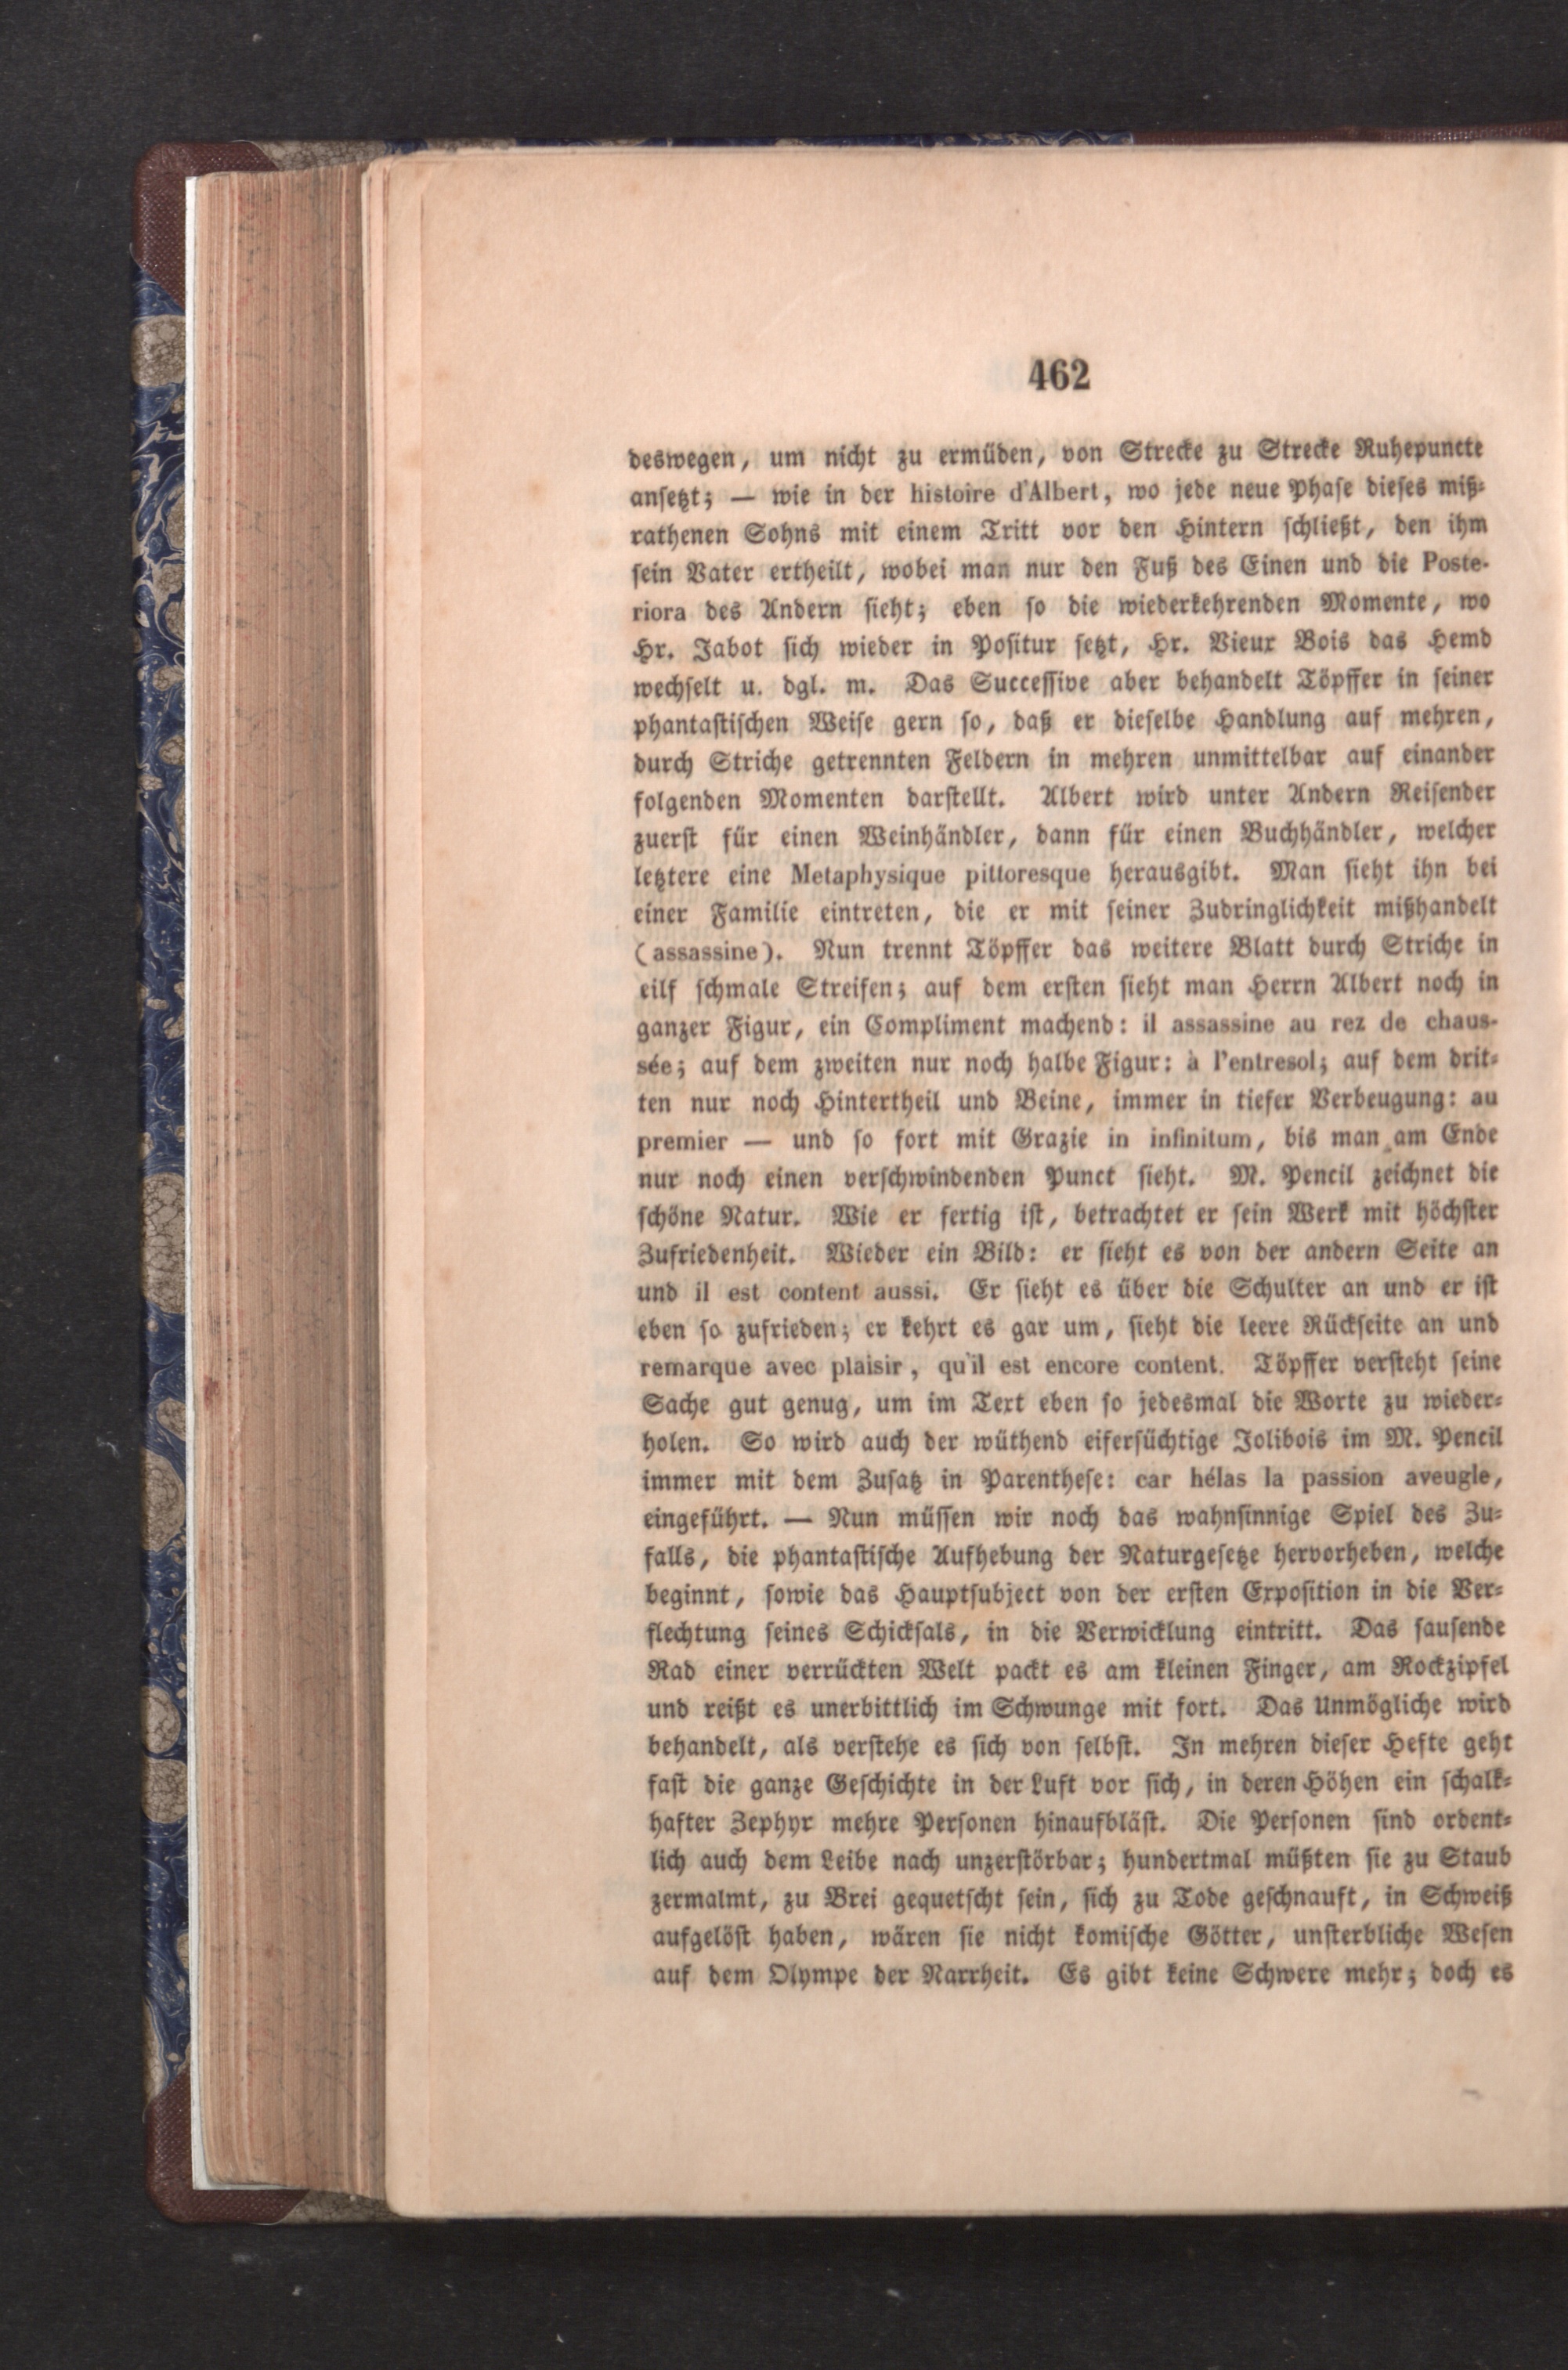 462
deswegen, um nicht zu ermüden, von Strecke zu Strecke Ruhepuncte
ansetzt; — wie in der histoire d'Albert, wo jede neue Phase dieses miß-
rathenen Sohns mit einem Tritt vor den Hintern schließt, den ihm
sein Vater ertheilt, wobei man nur den Fuß des Einen und die Poste-
riora des Andern sieht; eben so die wiederkehrenden Momente, wo
Hr. Jabot sich wieder in Positur setzt, Hr. Vieux Bois das Hemd
wechselt u. dgl. m. Das Successive aber behandelt Töpffer in seiner
phantastischen Weise gern so, daß er dieselbe Handlung auf mehren,
durch Striche getrennten Feldern in mehren unmittelbar auf einander
folgenden Momenten darstellt. Albert wird unter Andern Reisender
zuerst für einen Weinhändler, dann für einen Buchhändler, welcher
letztere eine Metaphysique pittoresque herausgibt. Man sieht ihn bei
einer Familie eintreten, die er mit seiner Zudringlichkeit mißhandelt
(assassine). Nun trennt Töpffer das weitere Blatt durch Striche in
eilf schmale Streifen; auf dem ersten sieht man Herrn Albert noch in
ganzer Figur, ein Compliment machend: il assassine au rez de chaus-
sée; auf dem zweiten nur noch halbe Figur: à l'entresol; auf dem drit-
ten nur noch Hintertheil und Beine, immer in tiefer Verbeugung: au
premier — und so fort mit Grazie in infinitum, bis man am Ende
nur noch einen verschwindenden Punct sieht. M. Pencil zeichnet die
schöne Natur. Wie er fertig ist, betrachtet er sein Werk mit höchster
Zufriedenheit. Wieder ein Bild: er sieht es von der andern Seite an
und il est content aussi. Er sieht es über die Schulter an und er ist
eben so zufrieden; er kehrt es gar um, sieht die leere Rückseite an und
remarque avec plaisir, qu'il est encore content. Töpffer versteht seine
Sache gut genug, um im Text eben so jedesmal die Worte zu wieder-
holen. So wird auch der wüthend eifersüchtige Jolibois im M. Pencil
immer mit dem Zusatz in Parenthese: car hélas la passion aveugle,
eingeführt. — Nun müssen wir noch das wahnsinnige Spiel des Zu-
falls, die phantastische Aufhebung der Naturgesetze hervorheben, welche
beginnt, sowie das Hauptsubject von der ersten Exposition in die Ver-
flechtung seines Schicksals, in die Verwicklung eintritt. Das sausende
Rad einer verrückten Welt packt es am kleinen Finger, am Rockzipfel
und reißt es unerbittlich im Schwunge mit fort. Das Unmögliche wird
behandelt, als verstehe es sich von selbst. In mehren dieser Hefte geht
fast die ganze Geschichte in der Luft vor sich, in deren Höhen ein schalk-
hafter Zephyr mehre Personen hinaufbläst. Die Personen sind ordent-
lich auch dem Leibe nach unzerstörbar; hundertmal müßten sie zu Staub
zermalmt, zu Brei gequetscht sein, sich zu Tode geschnauft, in Schweiß
aufgelöst haben, wären sie nicht komische Götter, unsterbliche Wesen
auf dem Olympe der Narrheit. Es gibt keine Schwere mehr; doch es